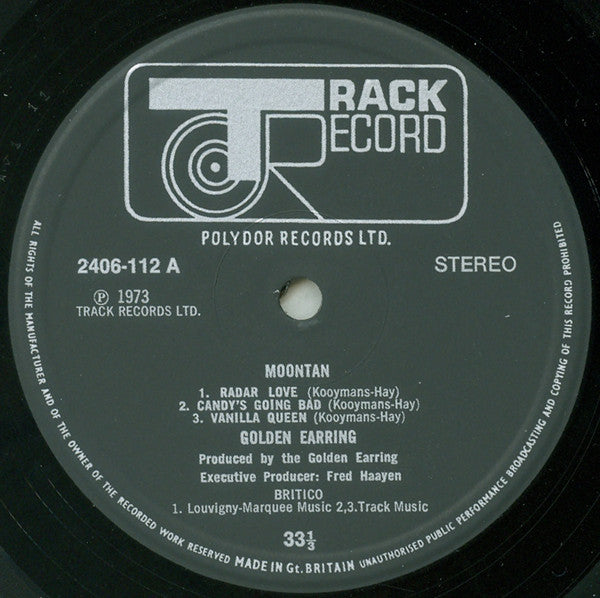 TRACK
RECORD
POLYDOR RECORDS LTD.
2406-112 A
STEREO
℗ 1973
TRACK RECORDS LTD.
MOONTAN
1. RADAR LOVE (Kooymans-Hay)
2. CANDY'S GOING BAD (Kooymans-Hay)
3. VANILLA QUEEN (Kooymans-Hay)
GOLDEN EARRING
Produced by the Golden Earring
Executive Producer: Fred Haayen
BRITICO
1. Louvigny-Marquee Music 2,3.Track Music
33⅓
ALL RIGHTS OF THE MANUFACTURER AND OF THE OWNER OF THE RECORDED WORK RESERVED MADE IN Gt. BRITAIN UNAUTHORISED PUBLIC PERFORMANCE BROADCASTING AND COPYING OF THIS RECORD PROHIBITED